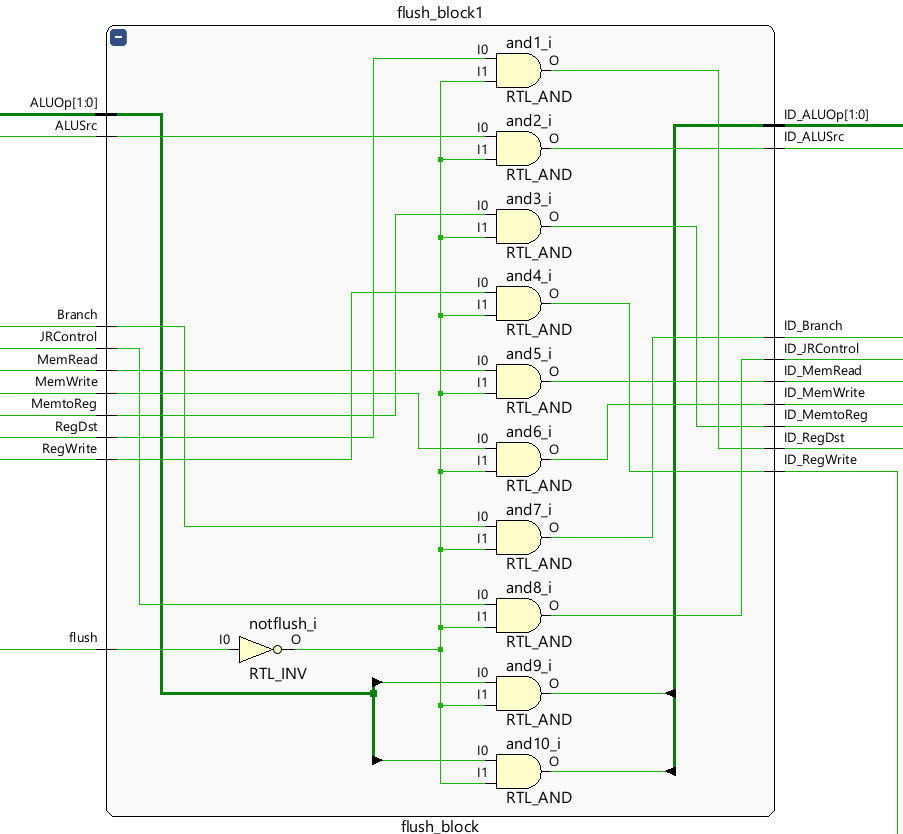 flush_block1
ALUOp[1:0]
ALUSrc
Branch
JRControl
MemRead
MemWrite
MemtoReg
RegDst
RegWrite
flush
I0
I1
and1_i
O
RTL_AND
I0
I1
and2_i
O
RTL_AND
I0
I1
and3_i
O
RTL_AND
I0
I1
and4_i
O
RTL_AND
I0
I1
and5_i
O
RTL_AND
I0
I1
and6_i
O
RTL_AND
I0
I1
and7_i
O
RTL_AND
I0
I1
and8_i
O
RTL_AND
notflush_i
I0
O
RTL_INV
I0
I1
and9_i
O
RTL_AND
I0
I1
and10_i
O
RTL_AND
ID_ALUOp[1:0]
ID_ALUSrc
ID_Branch
ID_JRControl
ID_MemRead
ID_MemWrite
ID_MemtoReg
ID_RegDst
ID_RegWrite
flush_block